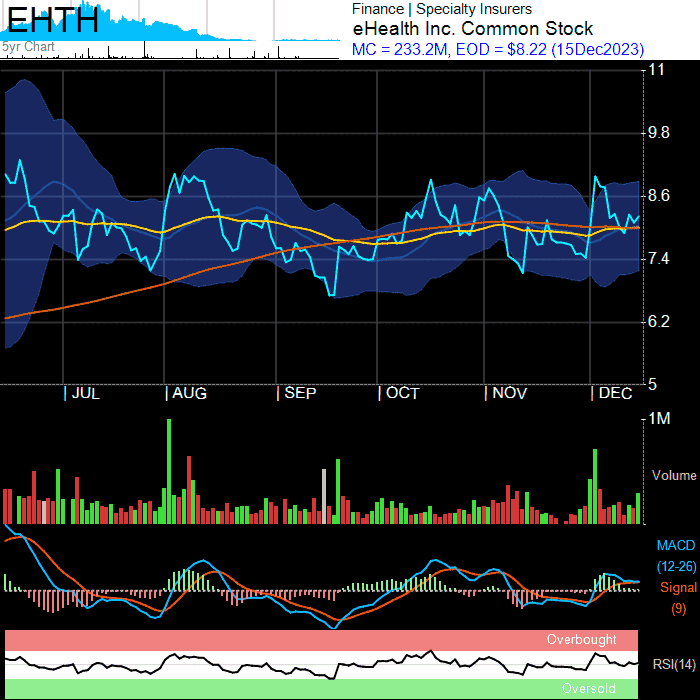 EHTH
5yr Chart
Finance | Specialty Insurers
eHealth Inc. Common Stock
MC = 233.2M, EOD = $8.22 (15Dec2023)
11
9.8
8.6
7.4
6.2
5
JUL AUG SEP OCT NOV DEC
1M
Volume
MACD
(12-26)
Signal
(9)
Overbought
RSI(14)
Oversold